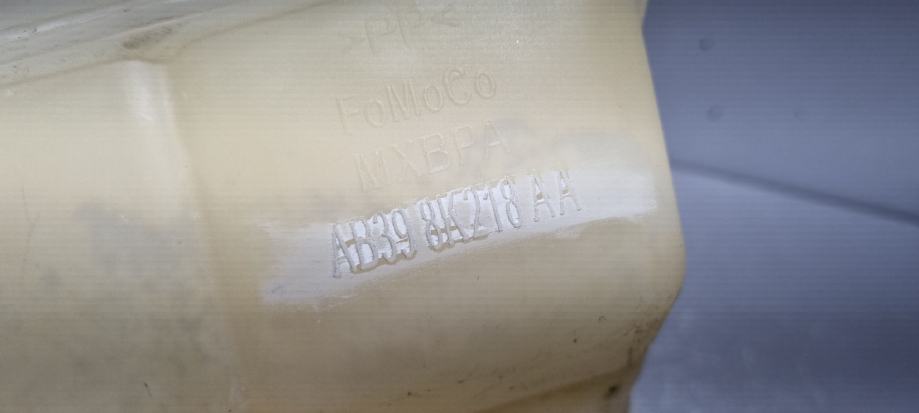 >PP<
FoMoCo
MXBPA
AB39 8K218 AA